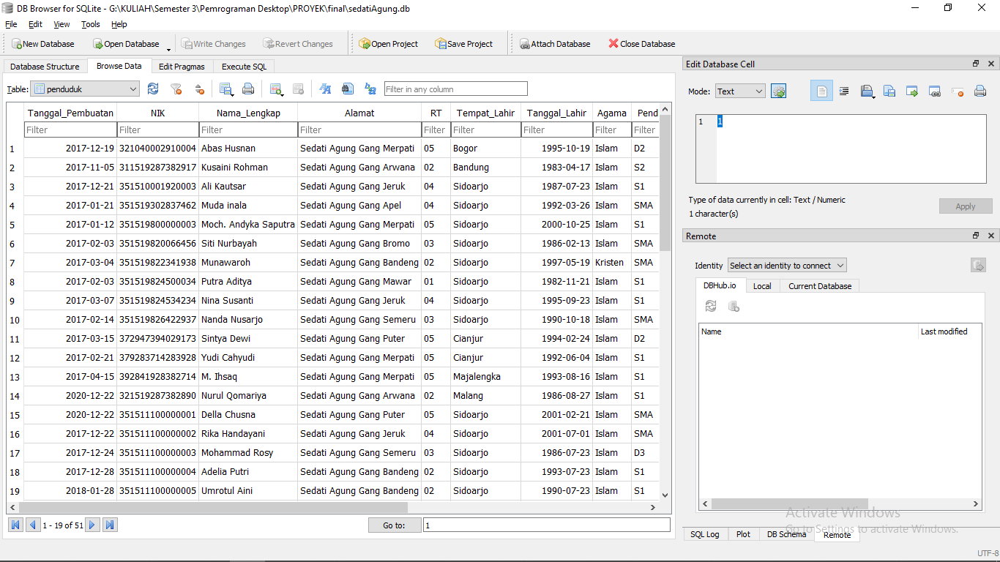 DB Browser for SQLite - G:\KULIAH\Semester 3\Pemrograman Desktop\PROYEK\final\sedatiAgung.db
File Edit View Tools Help
New Database Open Database Write Changes Revert Changes Open Project Save Project Attach Database Close Database
Database Structure Browse Data Edit Pragmas Execute SQL
Table: penduduk Filter in any column
Tanggal_Pembuatan NIK Nama_Lengkap Alamat RT Tempat_Lahir Tanggal_Lahir Agama Pend
Filter Filter Filter Filter Filter Filter Filter Filter Filter
1 2017-12-19 321040002910004 Abas Husnan Sedati Agung Gang Merpati 05 Bogor 1995-10-19 Islam D2
2 2017-11-05 311519287382917 Kusaini Rohman Sedati Agung Gang Arwana 02 Bandung 1983-04-17 Islam S2
3 2017-12-21 351510001920003 Ali Kautsar Sedati Agung Gang Jeruk 04 Sidoarjo 1987-07-23 Islam S1
4 2017-01-21 351519302837462 Muda inala Sedati Agung Gang Apel 04 Sidoarjo 1992-03-26 Islam SMA
5 2017-01-12 351519800000003 Moch. Andyka Saputra Sedati Agung Gang Merpati 05 Sidoarjo 2000-10-25 Islam S1
6 2017-02-03 351519820066456 Siti Nurbayah Sedati Agung Gang Bromo 03 Sidoarjo 1986-02-13 Islam SMA
7 2017-03-04 351519822341938 Munawaroh Sedati Agung Gang Bandeng 02 Sidoarjo 1997-05-19 Kristen SMA
8 2017-02-03 351519824500034 Putra Aditya Sedati Agung Gang Mawar 01 Sidoarjo 1982-11-21 Islam S1
9 2017-03-07 351519824534234 Nina Susanti Sedati Agung Gang Jeruk 04 Sidoarjo 1995-09-23 Islam S1
10 2017-02-14 351519826422937 Nanda Nusarjo Sedati Agung Gang Semeru 03 Sidoarjo 1990-10-18 Islam SMA
11 2017-03-15 372947394029173 Sintya Dewi Sedati Agung Gang Puter 05 Cianjur 1994-02-24 Islam D2
12 2017-02-21 379283714283928 Yudi Cahyudi Sedati Agung Gang Merpati 05 Cianjur 1992-06-04 Islam S1
13 2017-04-15 392841928382714 M. Ihsaq Sedati Agung Gang Merpati 05 Majalengka 1993-08-16 Islam S1
14 2020-12-22 321519287382890 Nurul Qomariya Sedati Agung Gang Arwana 02 Malang 1986-08-27 Islam S1
15 2020-12-22 351511100000001 Della Chusna Sedati Agung Gang Puter 05 Sidoarjo 2001-02-21 Islam SMA
16 2017-12-22 351511100000002 Rika Handayani Sedati Agung Gang Jeruk 04 Sidoarjo 2001-07-01 Islam SMA
17 2017-12-24 351511100000003 Mohammad Rosy Sedati Agung Gang Semeru 03 Sidoarjo 1986-07-23 Islam D3
18 2017-12-28 351511100000004 Adelia Putri Sedati Agung Gang Bandeng 02 Sidoarjo 1993-07-23 Islam S1
19 2018-01-28 351511100000005 Umrotul Aini Sedati Agung Gang Bandeng 02 Sidoarjo 1990-07-23 Islam S1
1 - 19 of 51 Go to: 1
Edit Database Cell
Mode: Text
1 1
Type of data currently in cell: Text / Numeric
1 character(s)
Apply
Remote
Identity Select an identity to connect
DBHub.io Local Current Database
Name Last modified
Activate Windows
Go to Settings to activate Windows.
SQL Log Plot DB Schema Remote
UTF-8